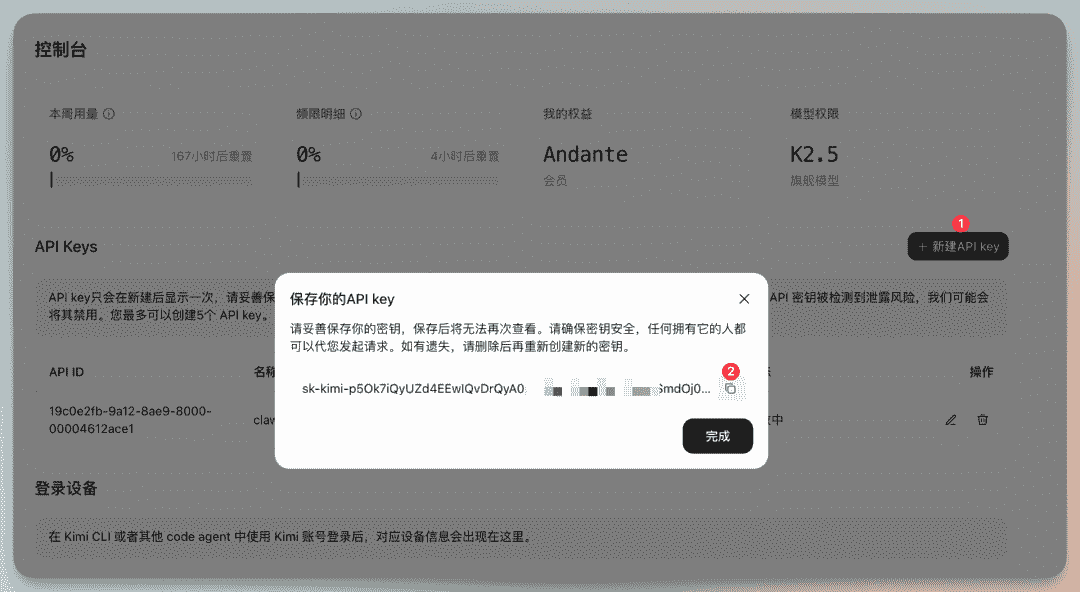 控制台
本周用量
0%
167小时后重置
频限明细
0%
4小时后重置
我的权益
Andante
会员
模型权限
K2.5
旗舰模型
API Keys
1
+ 新建API key
API key只会在新建后显示一次，请妥善保
API 密钥被检测到泄露风险，我们可能会
将其禁用。您最多可以创建5个 API key。
保存你的API key
请妥善保存你的密钥，保存后将无法再次查看。请确保密钥安全，任何拥有它的人都
可以代您发起请求。如有遗失，请删除后再重新创建新的密钥。
2
sk-kimi-p5Ok7iQyUZd4EEwIQvDrQyA0
SmdOj0...
完成
API ID
名称
操作
19c0e2fb-9a12-8ae9-8000-
00004612ace1
claw
中
登录设备
在 Kimi CLI 或者其他 code agent 中使用 Kimi 账号登录后，对应设备信息会出现在这里。